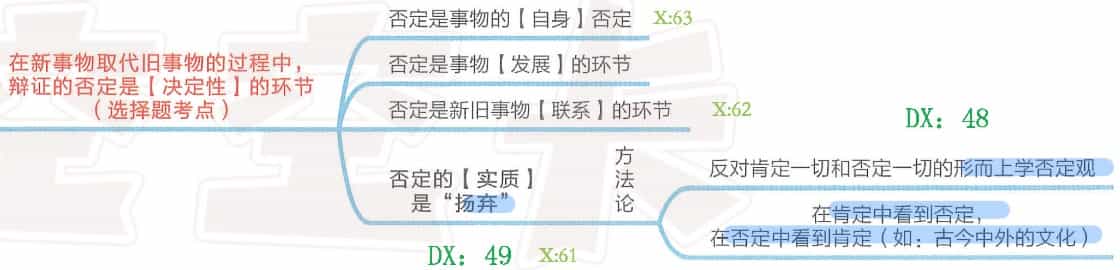 在新事物取代旧事物的过程中，
辩证的否定是【决定性】的环节
（选择题考点）
否定是事物的【自身】否定 X:63
否定是事物【发展】的环节
否定是新旧事物【联系】的环节 X:62
否定的【实质】
是“扬弃”
DX：49 X:61
方
法
论
DX：48
反对肯定一切和否定一切的形而上学否定观
在肯定中看到否定，
在否定中看到肯定（如：古今中外的文化）